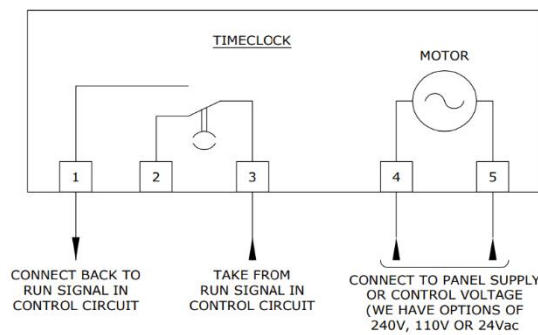 TIMECLOCK
MOTOR
1
2
3
4
5
CONNECT BACK TO
RUN SIGNAL IN
CONTROL CIRCUIT
TAKE FROM
RUN SIGNAL IN
CONTROL CIRCUIT
CONNECT TO PANEL SUPPLY
OR CONTROL VOLTAGE
(WE HAVE OPTIONS OF
240V, 110V OR 24Vac